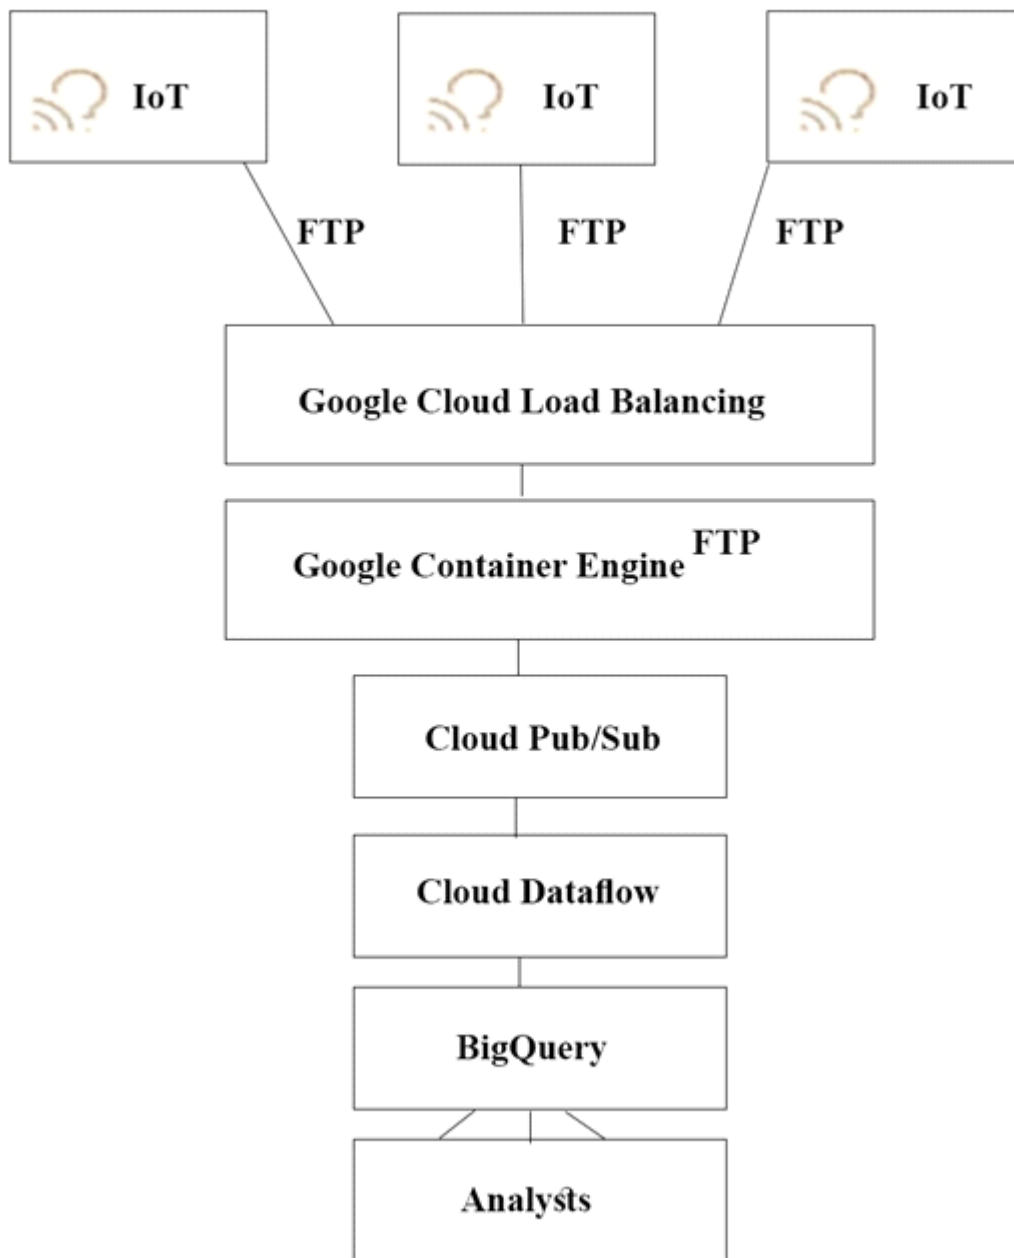 IoT
IoT
IoT
FTP
FTP
FTP
Google Cloud Load Balancing
Google Container Engine FTP
Cloud Pub/Sub
Cloud Dataflow
BigQuery
Analysts